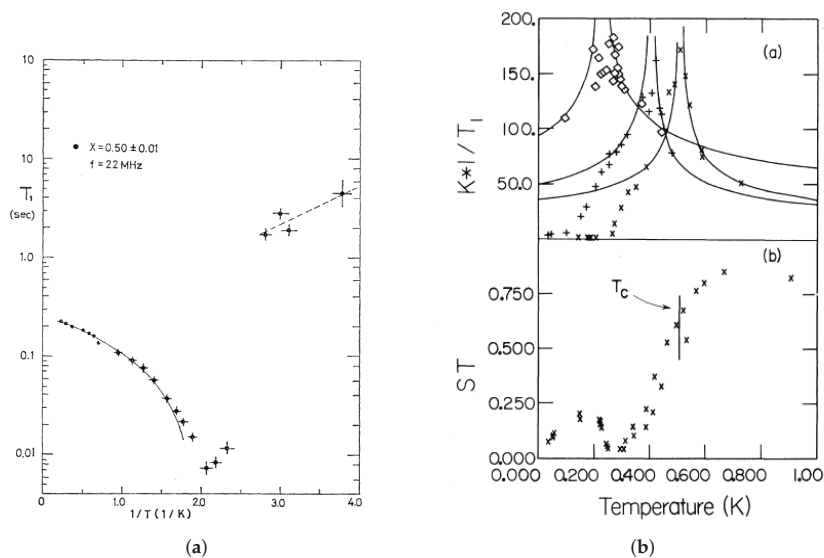 10
10
1.0
0.1
0.01
T₁
(sec)
• X = 0.50 ± 0.01
f = 22 MHz
0
1.0
2.0
3.0
4.0
1/T (1/K)
(a)
200.
150.
100.
50.0
K*1/T₁
(a)
(b)
0.750
0.500
0.250
0.000
ST
T_c
0.000
0.200
0.400
0.600
0.800
1.00
Temperature (K)
(b)